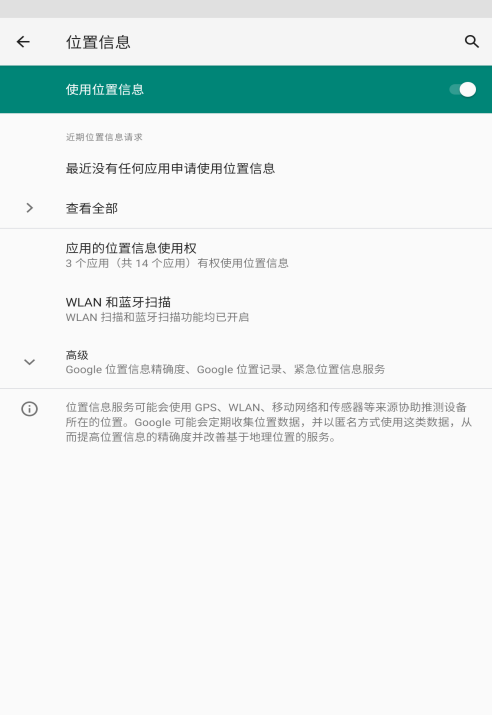 位置信息
使用位置信息
近期位置信息请求
最近没有任何应用申请使用位置信息
查看全部
应用的位置信息使用权
3 个应用（共 14 个应用）有权使用位置信息
WLAN 和蓝牙扫描
WLAN 扫描和蓝牙扫描功能均已开启
高级
Google 位置信息精确度、Google 位置记录、紧急位置信息服务
位置信息服务可能会使用 GPS、WLAN、移动网络和传感器等来源协助推测设备
所在的位置。Google 可能会定期收集位置数据，并以匿名方式使用这类数据，从
而提高位置信息的精确度并改善基于地理位置的服务。